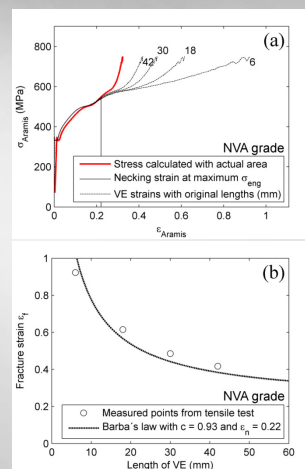 (a)
800
600
400
200
0
σAramis (MPa)
42
30
18
6
NVA grade
Stress calculated with actual area
Necking strain at maximum σeng
VE strains with original lengths (mm)
0 0.2 0.4 0.6 0.8 1
εAramis
(b)
1
0.8
0.6
0.4
0.2
0
Fracture strain εf
NVA grade
Measured points from tensile test
Barba´s law with c = 0.93 and εn = 0.22
0 10 20 30 40 50 60
Length of VE (mm)